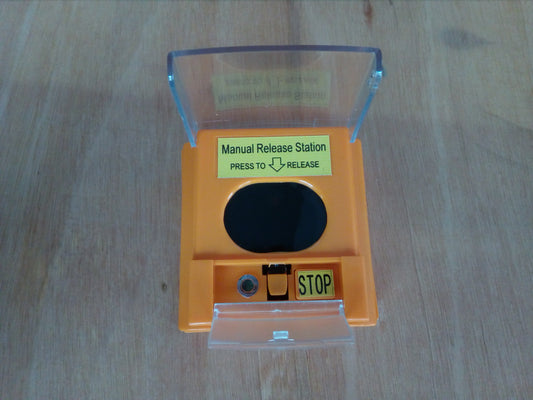 Manual Release Station
PRESS TO RELEASE
STOP